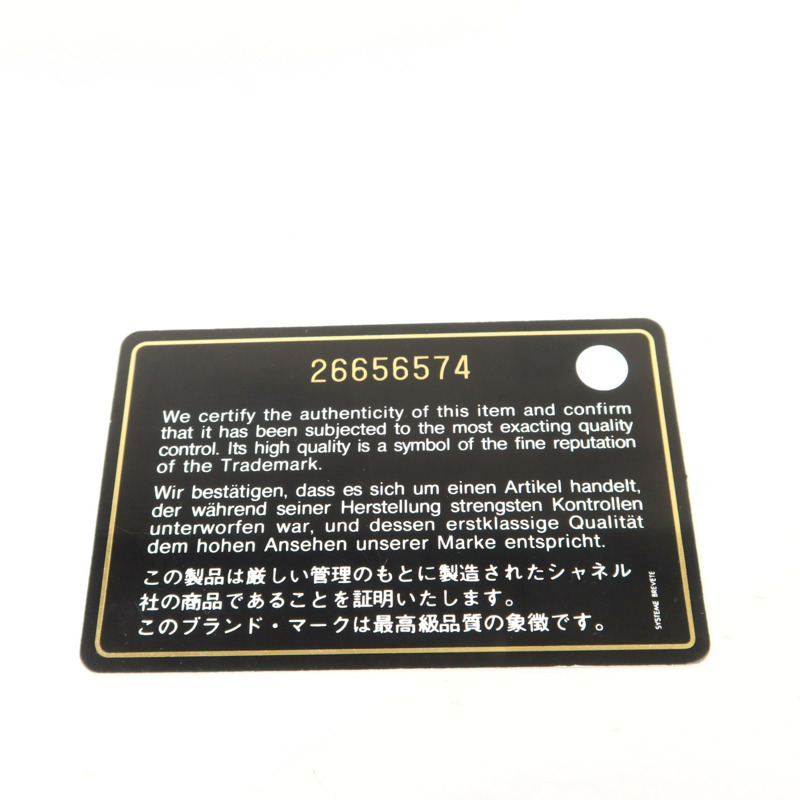 26656574
We certify the authenticity of this item and confirm
that it has been subjected to the most exacting quality
control. Its high quality is a symbol of the fine reputation
of the Trademark.
Wir bestätigen, dass es sich um einen Artikel handelt,
der während seiner Herstellung strengsten Kontrollen
unterworfen war, und dessen erstklassige Qualität
dem hohen Ansehen unserer Marke entspricht.
この製品は厳しい管理のもとに製造されたシャネル
社の商品であることを証明いたします。
このブランド・マークは最高級品質の象徴です。
SYSTEME BREVETE